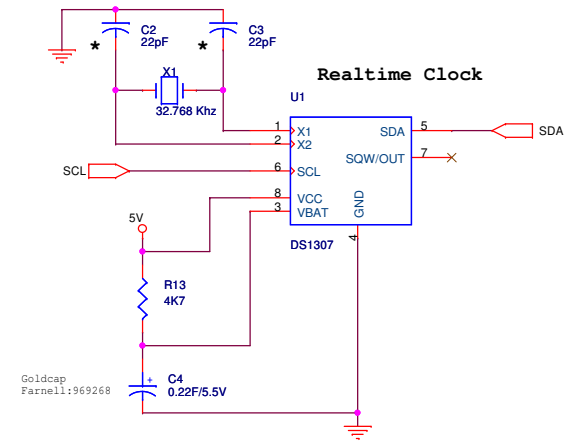 C2
22pF
*
C3
22pF
*
X1
32.768 Khz
Realtime Clock
U1
1 X1
2 X2
SDA 5
SDA
SQW/OUT 7
SCL
6 SCL
8 VCC
3 VBAT
GND
4
DS1307
5V
R13
4K7
Goldcap
Farnell:969268
+
C4
0.22F/5.5V